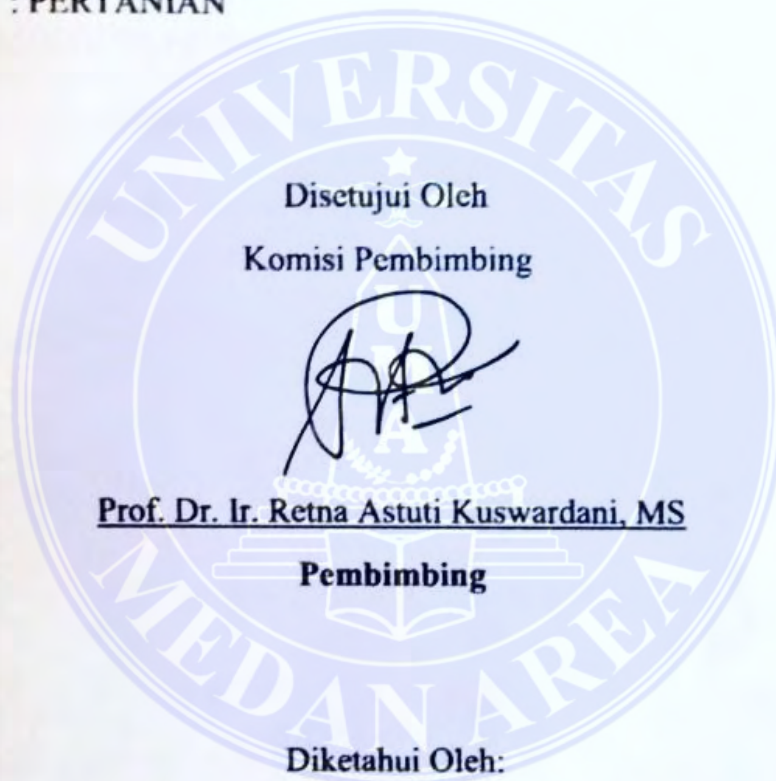 : PERTANIAN
UNIVERSITAS
Disetujui Oleh
Komisi Pembimbing
U
M
A
Prof. Dr. Ir. Retna Astuti Kuswardani, MS
Pembimbing
MEDAN AREA
Diketahui Oleh: